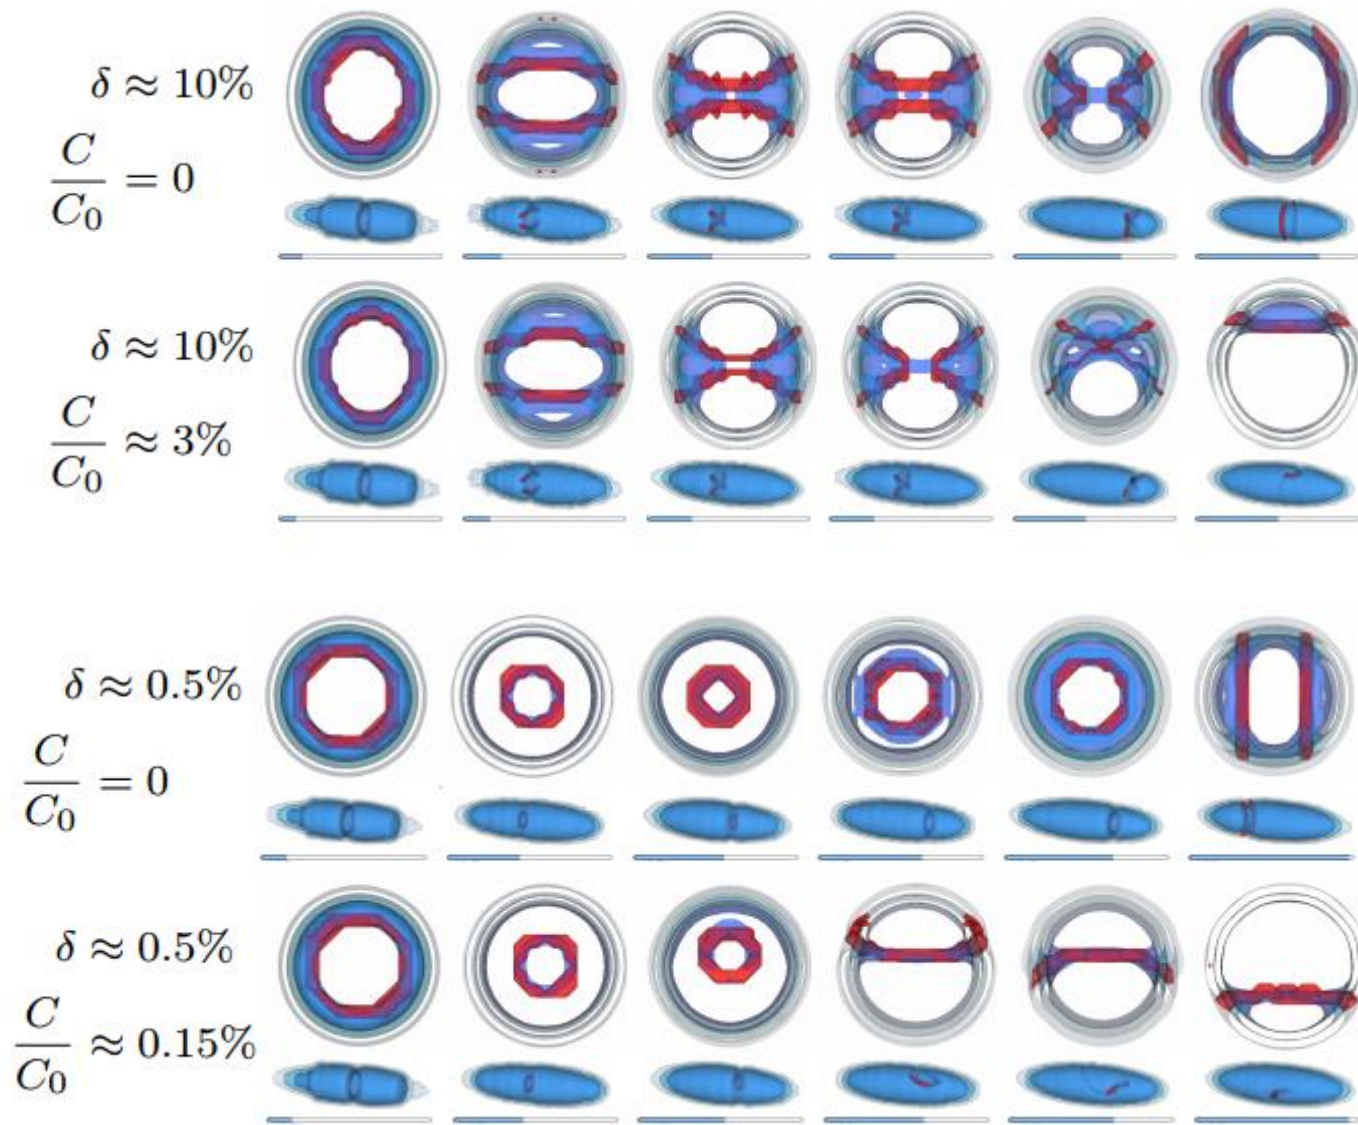 δ ≈ 10%
C/C₀ = 0
δ ≈ 10%
C/C₀ ≈ 3%
δ ≈ 0.5%
C/C₀ = 0
δ ≈ 0.5%
C/C₀ ≈ 0.15%